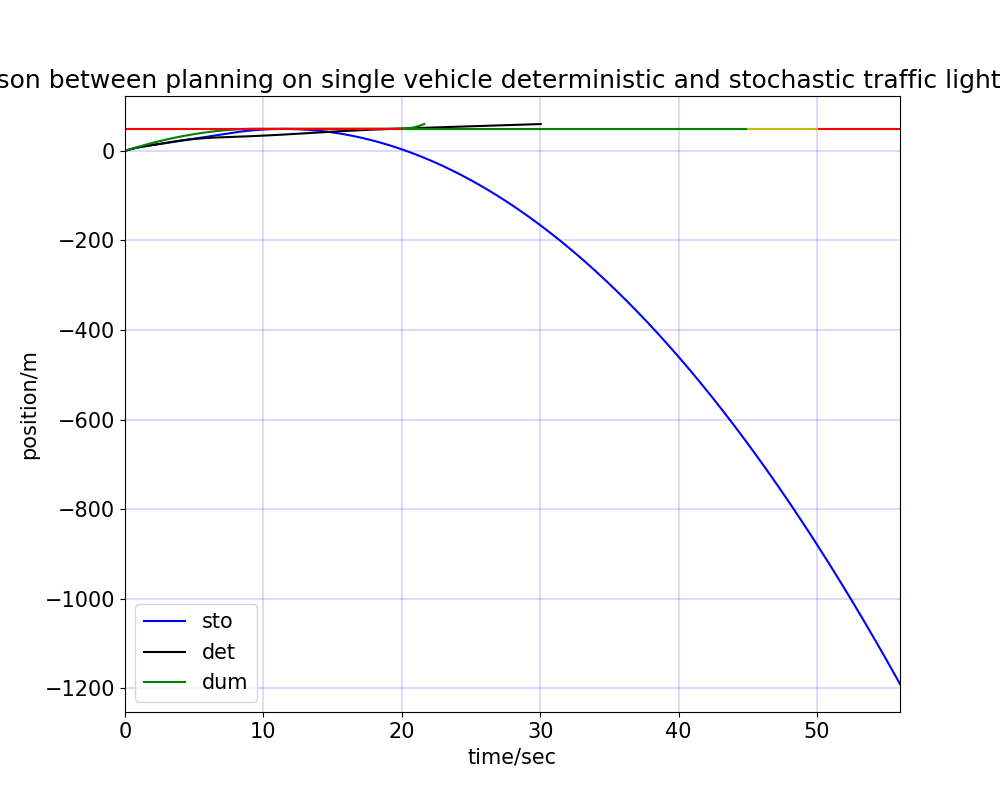 son between planning on single vehicle deterministic and stochastic traffic light
0
−200
−400
−600
−800
−1000
−1200
position/m
sto
det
dum
0 10 20 30 40 50
time/sec